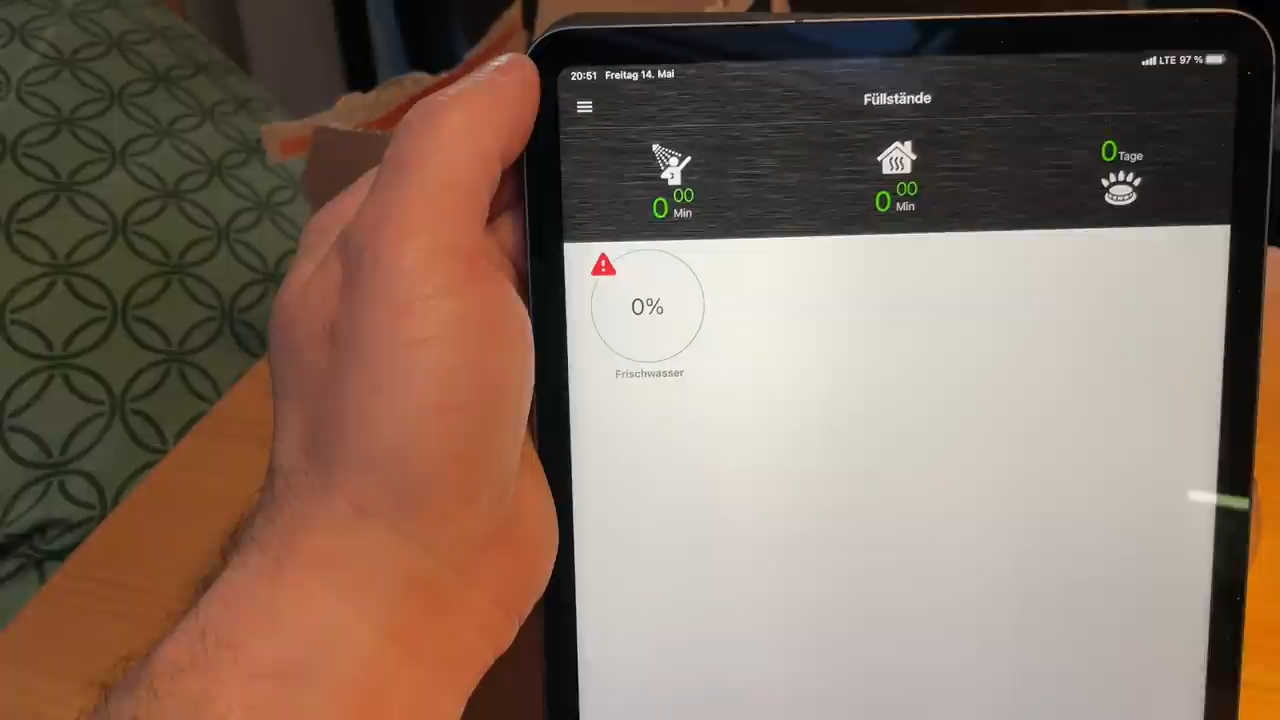 20:51 Freitag 14. Mai
LTE 97 %
Füllstände
0 00 Min
0 00 Min
0 Tage
0%
Frischwasser